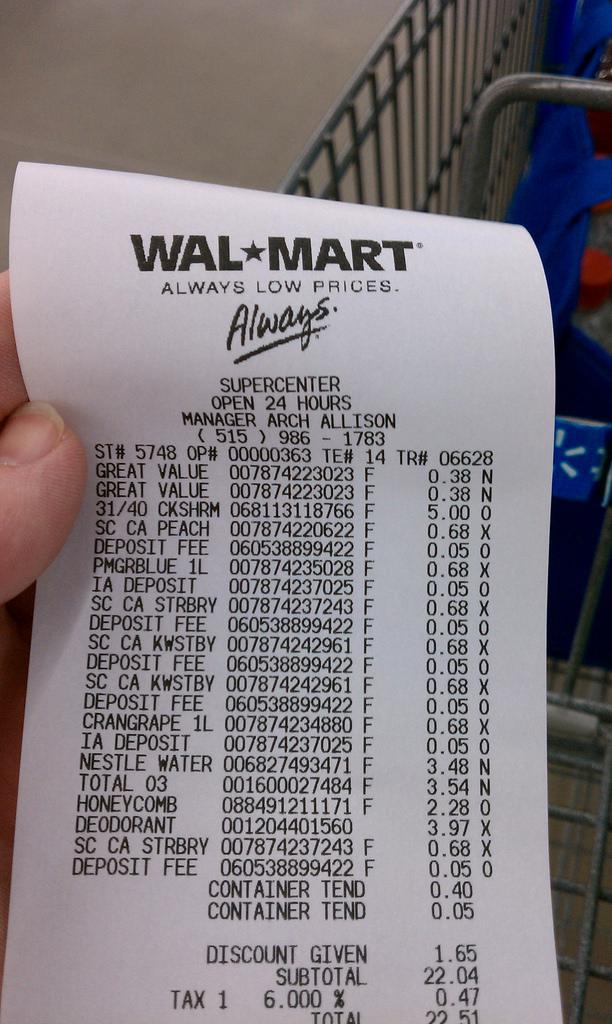 WAL★MART®
ALWAYS LOW PRICES.
Always.
SUPERCENTER
OPEN 24 HOURS
MANAGER ARCH ALLISON
( 515 ) 986 - 1783
ST# 5748 OP# 00000363 TE# 14 TR# 06628
GREAT VALUE 007874223023 F 0.38 N
GREAT VALUE 007874223023 F 0.38 N
31/40 CKSHRM 068113118766 F 5.00 O
SC CA PEACH 007874220622 F 0.68 X
DEPOSIT FEE 060538899422 F 0.05 O
PMGRBLUE 1L 007874235028 F 0.68 X
IA DEPOSIT 007874237025 F 0.05 O
SC CA STRBRY 007874237243 F 0.68 X
DEPOSIT FEE 060538899422 F 0.05 O
SC CA KWSTBY 007874242961 F 0.68 X
DEPOSIT FEE 060538899422 F 0.05 O
SC CA KWSTBY 007874242961 F 0.68 X
DEPOSIT FEE 060538899422 F 0.05 O
CRANGRAPE 1L 007874234880 F 0.68 X
IA DEPOSIT 007874237025 F 0.05 O
NESTLE WATER 006827493471 F 3.48 N
TOTAL 03 001600027484 F 3.54 N
HONEYCOMB 088491211171 F 2.28 O
DEODORANT 001204401560 3.97 X
SC CA STRBRY 007874237243 F 0.68 X
DEPOSIT FEE 060538899422 F 0.05 O
CONTAINER TEND 0.40
CONTAINER TEND 0.05
DISCOUNT GIVEN 1.65
SUBTOTAL 22.04
TAX 1 6.000 % 0.47
TOTAL 22.51